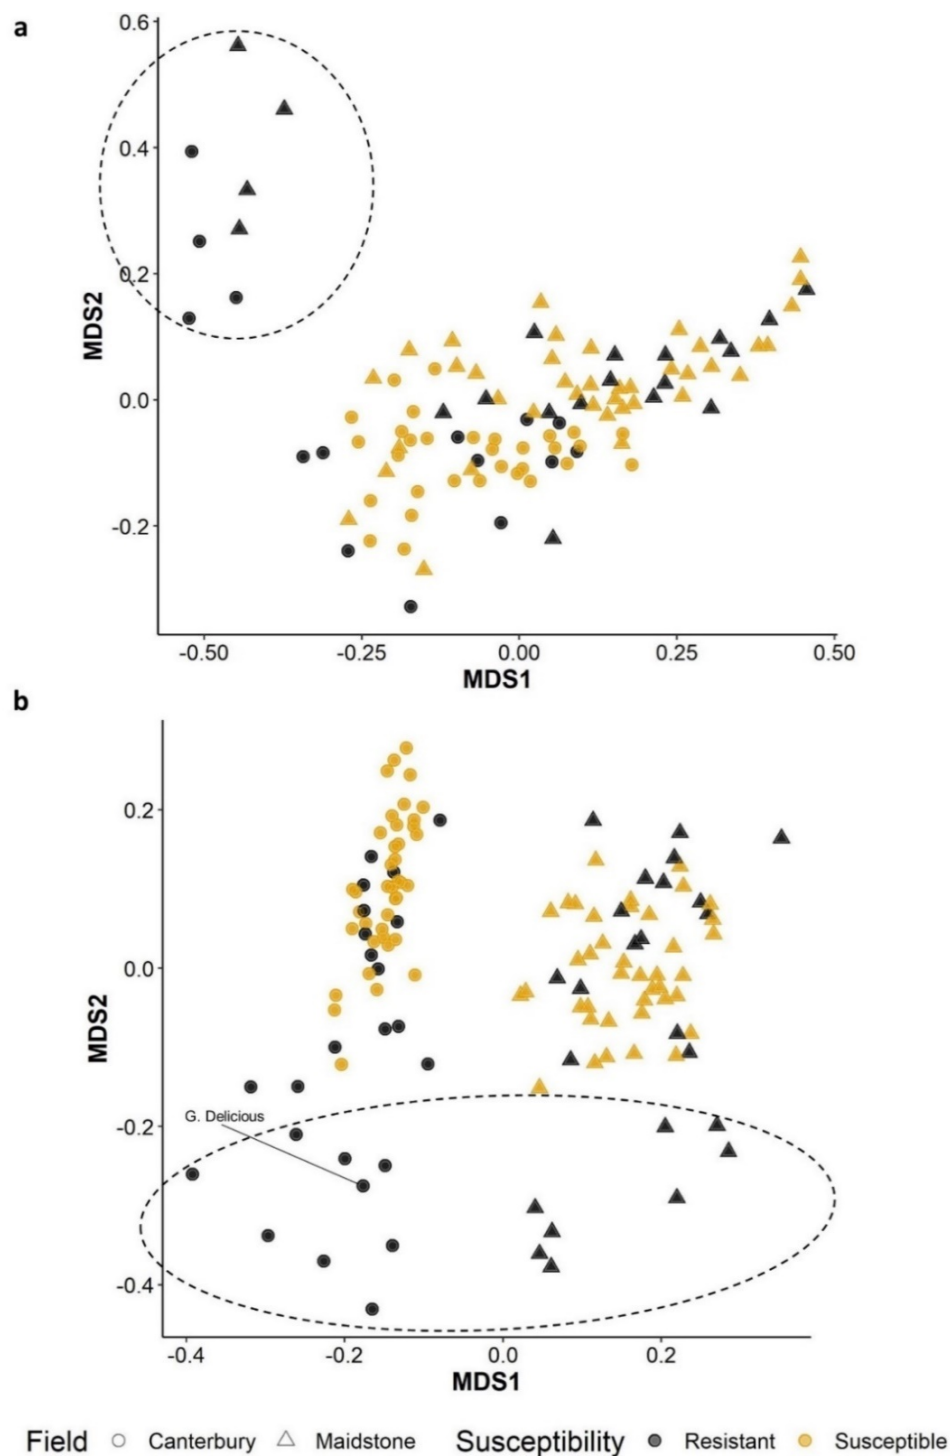 a
0.6
0.4
0.2
0.0
-0.2
MDS2
-0.50 -0.25 0.00 0.25 0.50
MDS1
b
0.2
0.0
-0.2
-0.4
MDS2
G. Delicious
-0.4 -0.2 0.0 0.2
MDS1
Field Canterbury Maidstone Susceptibility Resistant Susceptible